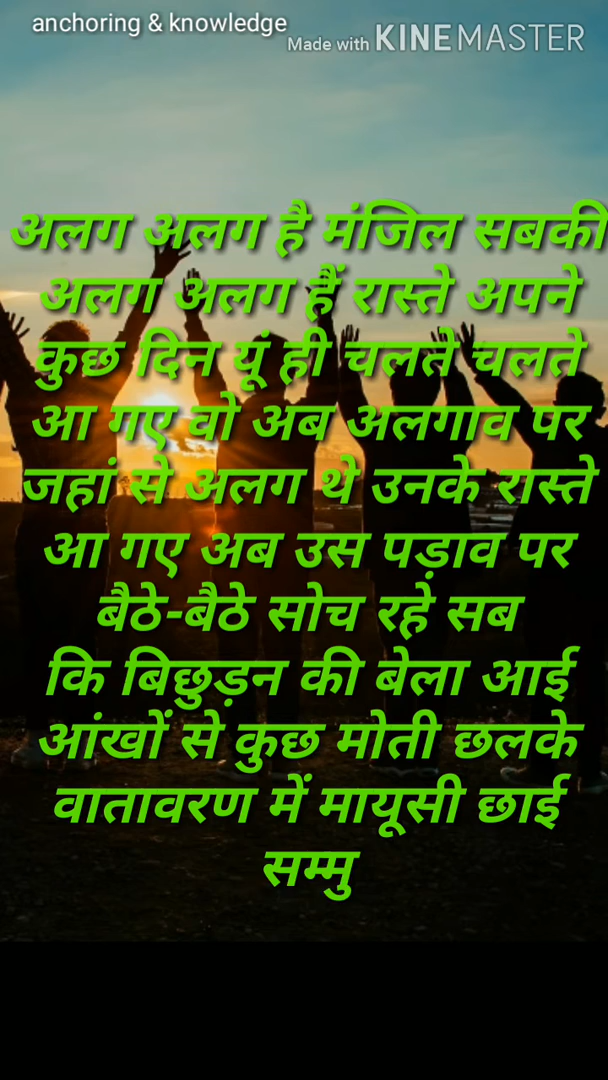 anchoring & knowledge
Made with KINEMASTER
अलग अलग है मंजिल सबकी
अलग अलग हैं रास्ते अपने
कुछ दिन यूं ही चलते चलते
आ गए वो अब अलगाव पर
जहां से अलग थे उनके रास्ते
आ गए अब उस पड़ाव पर
बैठे-बैठे सोच रहे सब
कि बिछुड़न की बेला आई
आंखों से कुछ मोती छलके
वातावरण में मायूसी छाई
सम्मु